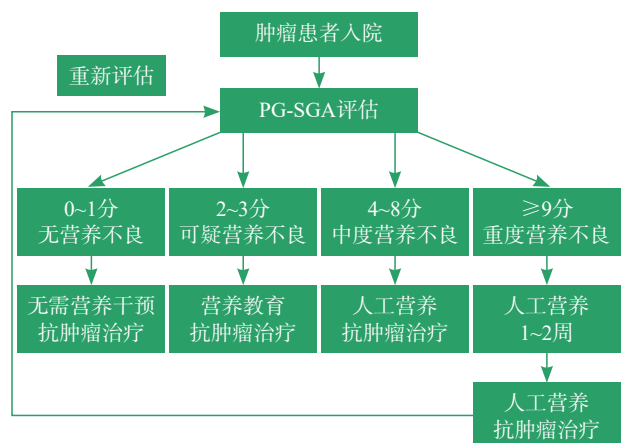 肿瘤患者入院
重新评估
PG-SGA评估
0~1分
无营养不良
2~3分
可疑营养不良
4~8分
中度营养不良
≥9分
重度营养不良
无需营养干预
抗肿瘤治疗
营养教育
抗肿瘤治疗
人工营养
抗肿瘤治疗
人工营养
1~2周
人工营养
抗肿瘤治疗